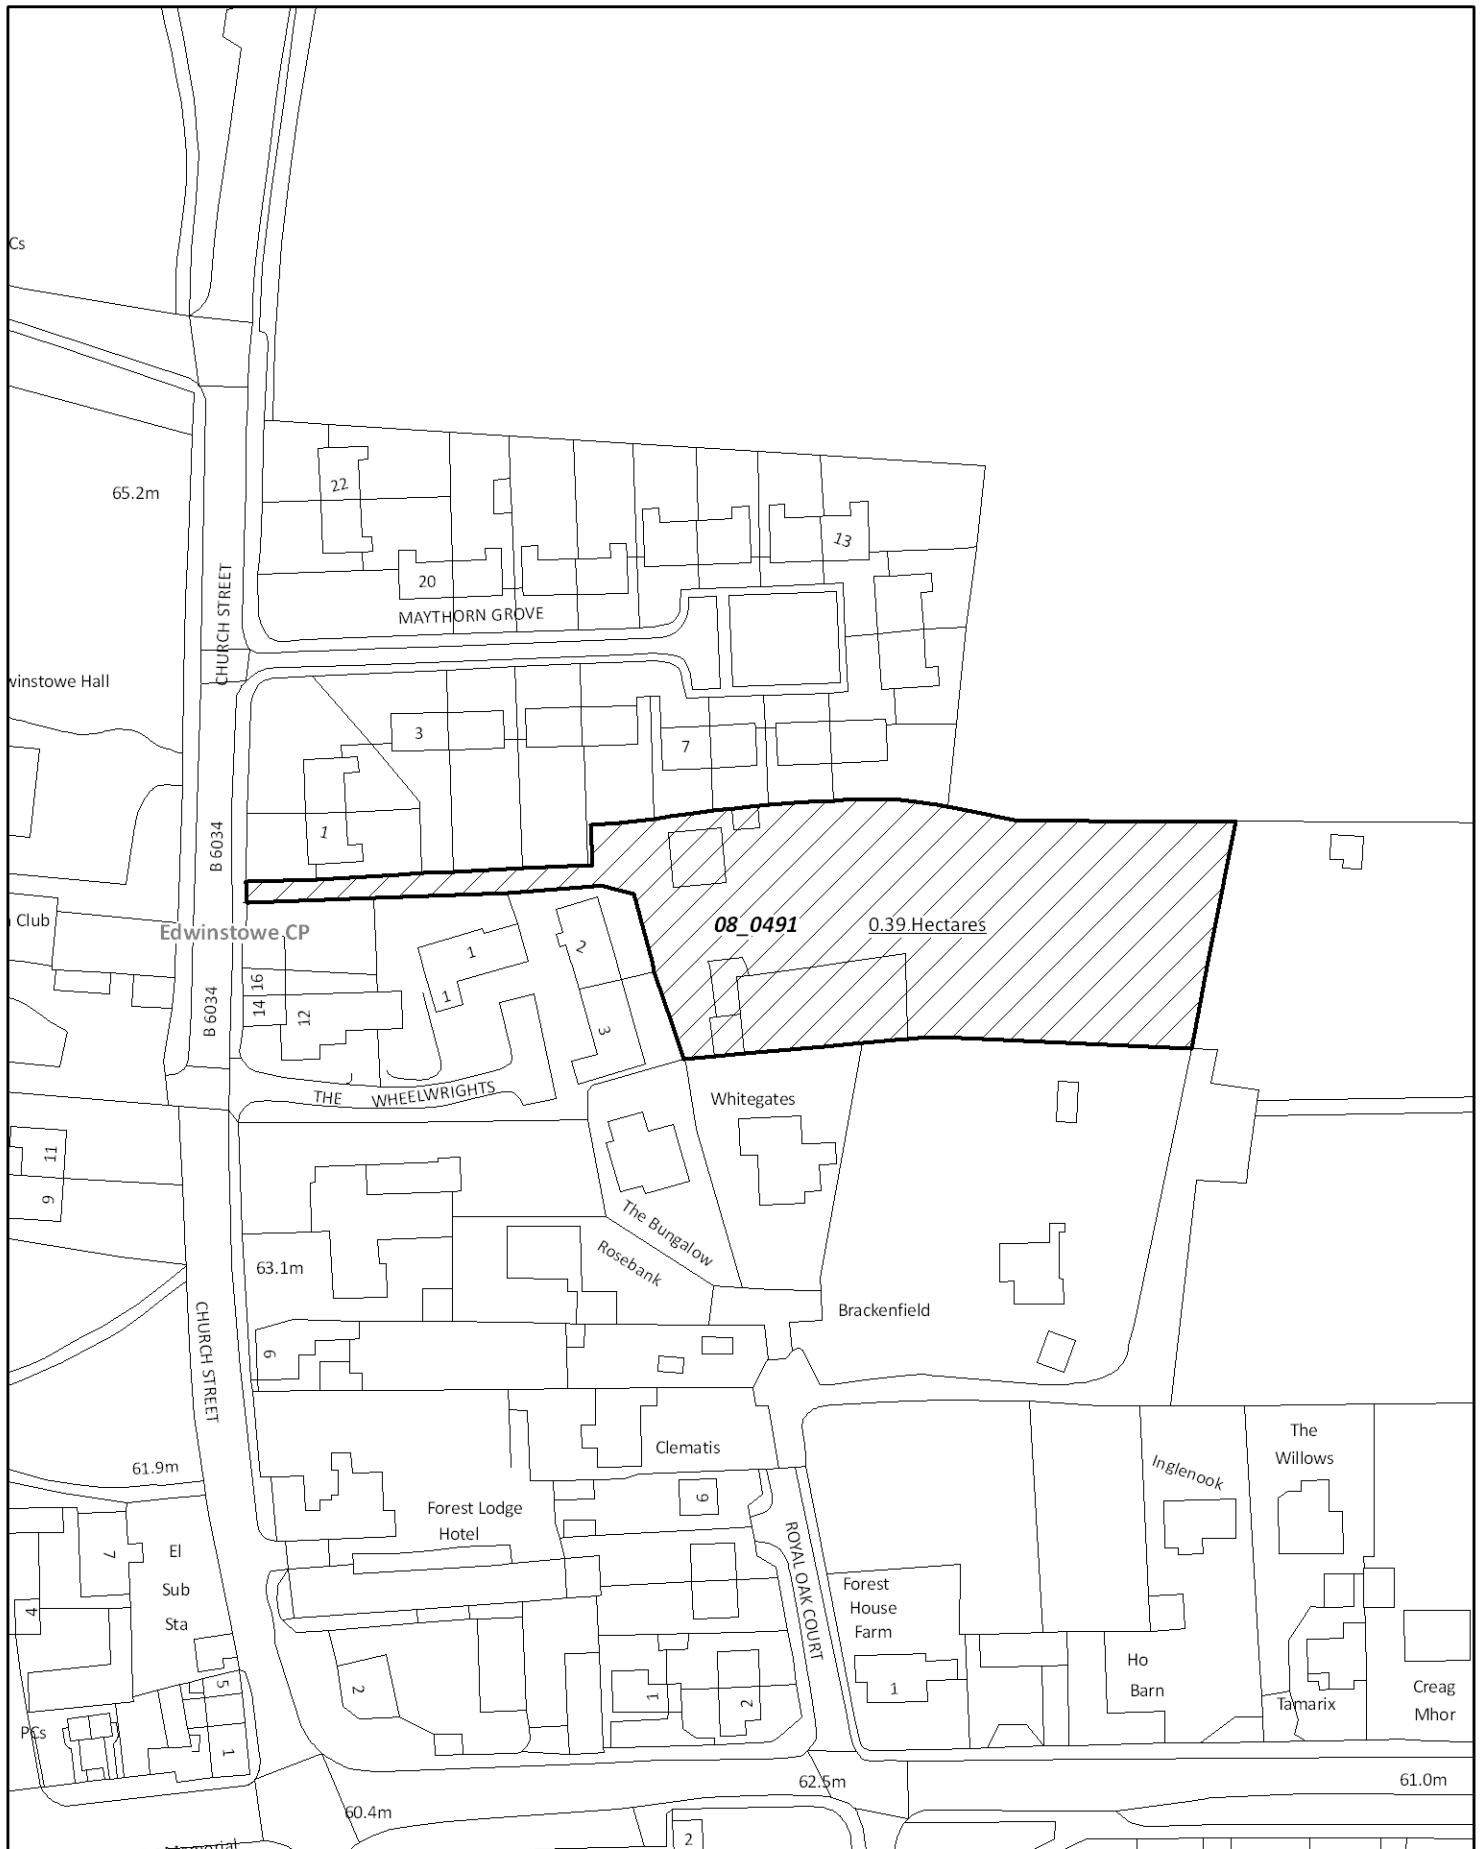 Cs
65.2m
22
13
20
MAYTHORN GROVE
CHURCH STREET
winstowe Hall
3
7
1
B 6034
Club
Edwinstowe CP
08_0491
0.39 Hectares
1
2
16
14
12
1
3
B 6034
THE WHEELWRIGHTS
Whitegates
11
9
The Bungalow
Rosebank
63.1m
Brackenfield
CHURCH STREET
9
Clematis
61.9m
The
Willows
Inglenook
Forest Lodge
Hotel
6
7
El
Sub
Sta
4
ROYAL OAK COURT
Forest
House
Farm
1
Ho
Barn
Tamarix
Creag
Mhor
2
1
2
5
1
PCs
62.5m
61.0m
60.4m
Memorial
2